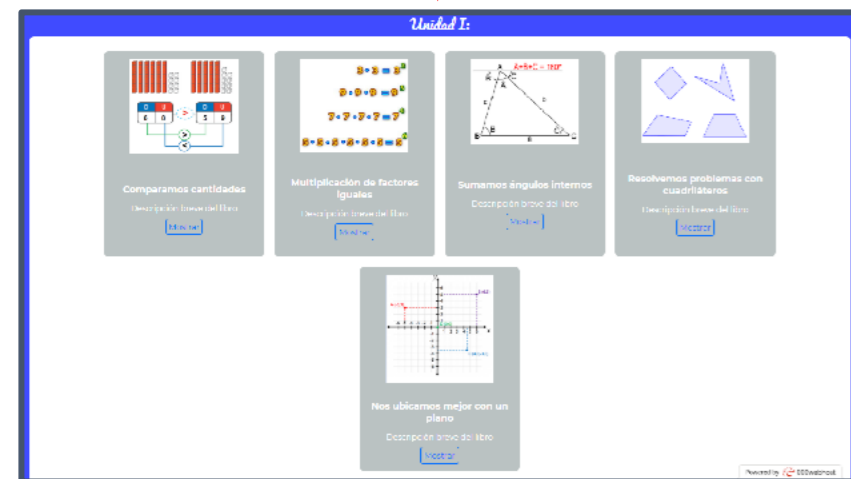 Unidad I:
Comparamos cantidades
Descripción breve del libro
Mostrar
Multiplicación de factores
iguales
Descripción breve del libro
Mostrar
A+B+C = 180°
Sumamos ángulos internos
Descripción breve del libro
Mostrar
Resolvemos problemas con
cuadriláteros
Descripción breve del libro
Mostrar
Nos ubicamos mejor con un
plano
Descripción breve del libro
Mostrar
Powered by 000webhost